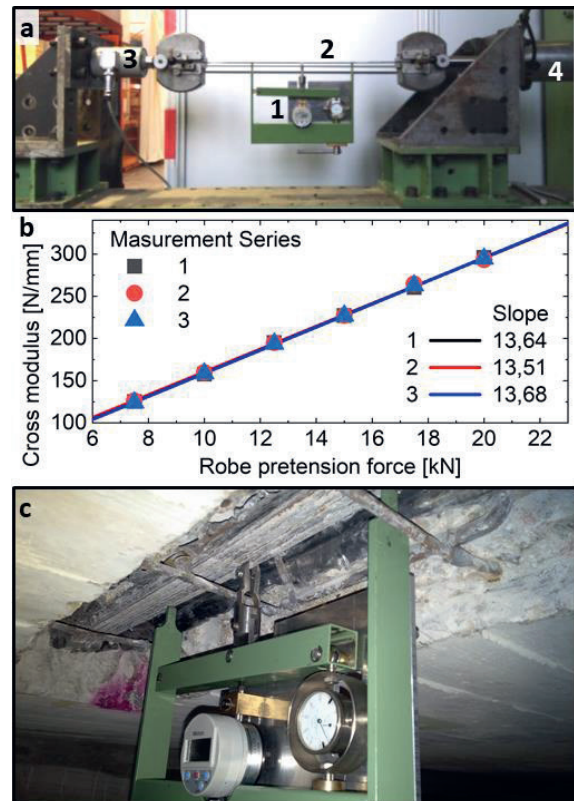 a
2
3
4
1
b
Masurement Series
1
2
3
Slope
1 13,64
2 13,51
3 13,68
Cross modulus [N/mm]
300
250
200
150
100
6 8 10 12 14 16 18 20 22
Robe pretension force [kN]
c